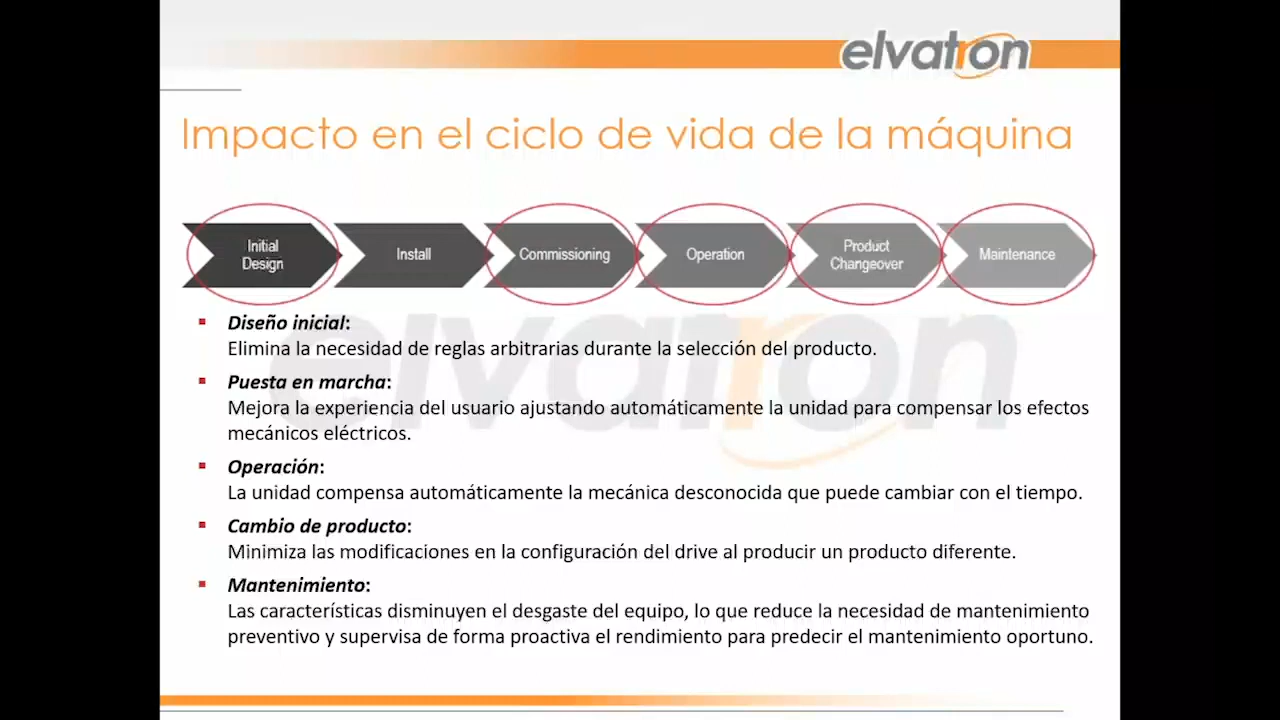 elvatron
Impacto en el ciclo de vida de la máquina
Initial
Design
Install
Commissioning
Operation
Product
Changeover
Maintenance
elvatron
▪ Diseño inicial:
Elimina la necesidad de reglas arbitrarias durante la selección del producto.
▪ Puesta en marcha:
Mejora la experiencia del usuario ajustando automáticamente la unidad para compensar los efectos
mecánicos eléctricos.
▪ Operación:
La unidad compensa automáticamente la mecánica desconocida que puede cambiar con el tiempo.
▪ Cambio de producto:
Minimiza las modificaciones en la configuración del drive al producir un producto diferente.
▪ Mantenimiento:
Las características disminuyen el desgaste del equipo, lo que reduce la necesidad de mantenimiento
preventivo y supervisa de forma proactiva el rendimiento para predecir el mantenimiento oportuno.